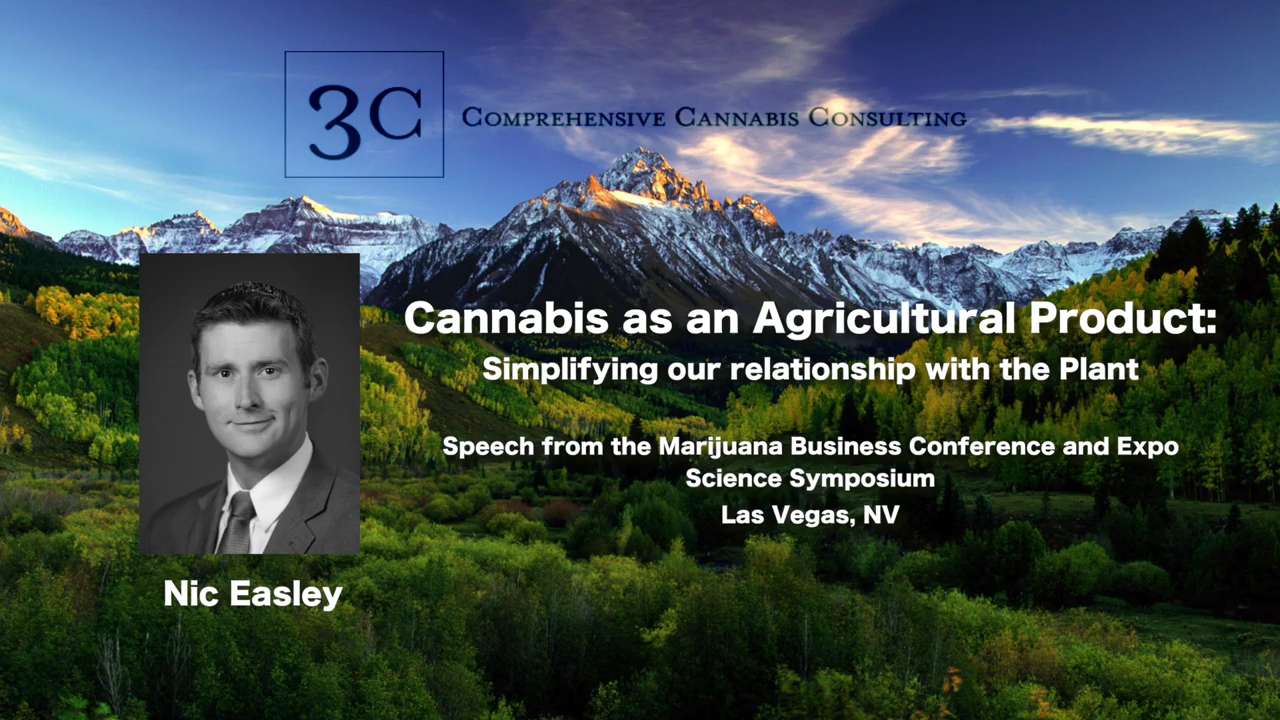 3C
Comprehensive Cannabis Consulting
Cannabis as an Agricultural Product:
Simplifying our relationship with the Plant
Speech from the Marijuana Business Conference and Expo
Science Symposium
Las Vegas, NV
Nic Easley